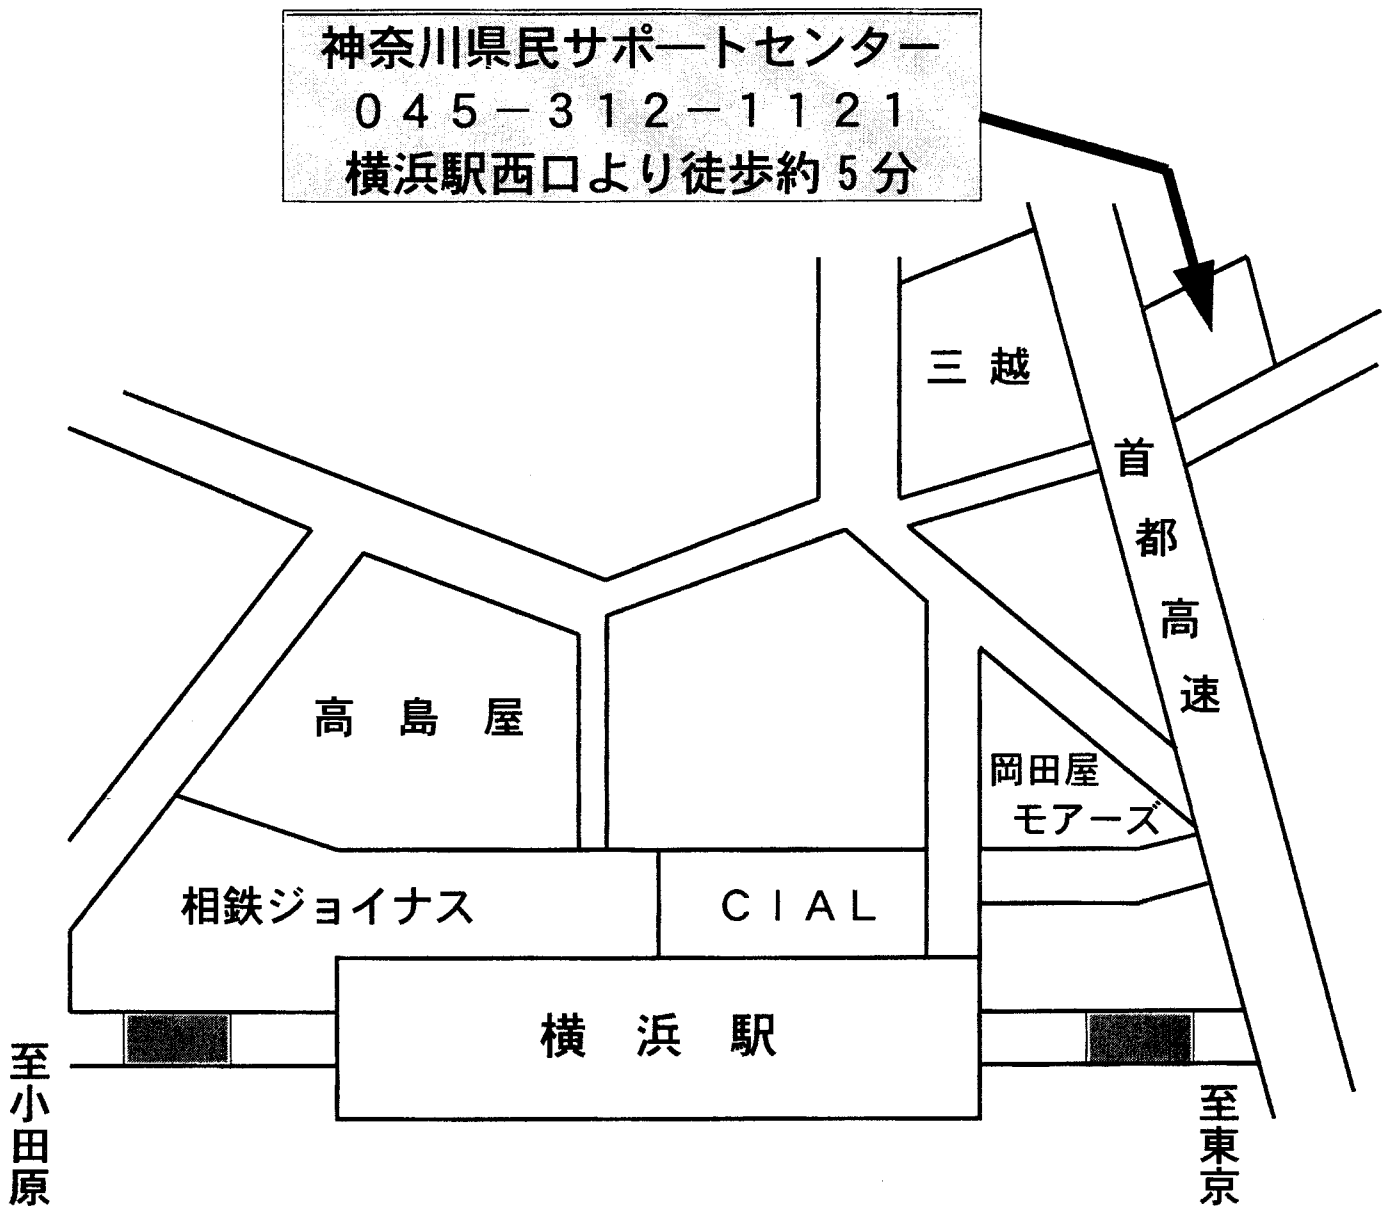 神奈川県民サポートセンター
０４５－３１２－１１２１
横浜駅西口より徒歩約５分
三越
首都高速
高島屋
岡田屋
モアーズ
相鉄ジョイナス
ＣＩＡＬ
横浜駅
至小田原
至東京